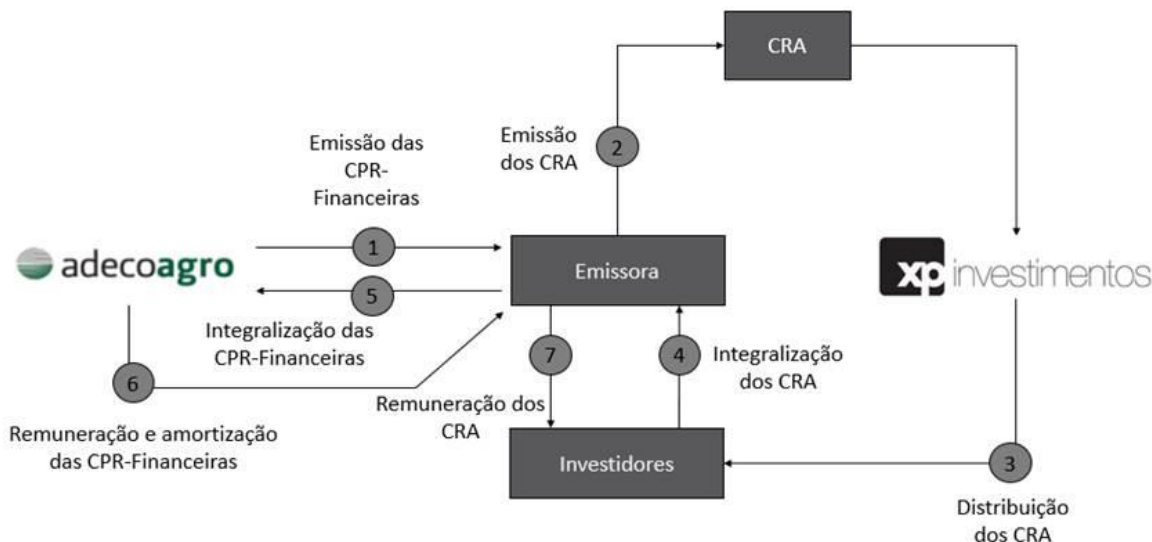 CRA
Emissão
dos CRA
2
Emissão das
CPR-
Financeiras
1
adecoagro
Emissora
xp investimentos
5
Integralização das
CPR-Financeiras
7
4
Integralização
dos CRA
6
Remuneração dos
CRA
Remuneração e amortização
das CPR-Financeiras
Investidores
3
Distribuição
dos CRA